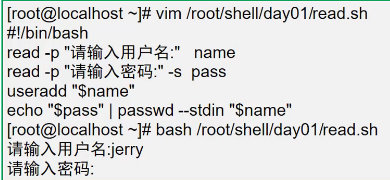 [root@localhost ~]# vim /root/shell/day01/read.sh
#!/bin/bash
read -p "请输入用户名:"   name
read -p "请输入密码:" -s  pass
useradd "$name"
echo "$pass" | passwd --stdin "$name"
[root@localhost ~]# bash /root/shell/day01/read.sh
请输入用户名:jerry
请输入密码: